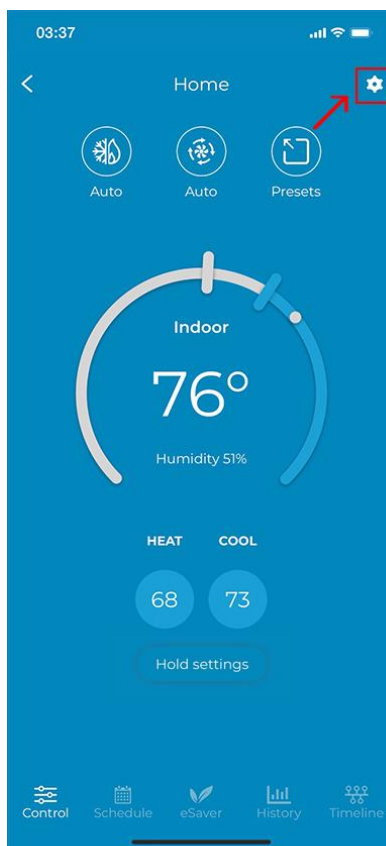 03:37
Home
Auto Auto Presets
Indoor
76°
Humidity 51%
HEAT COOL
68 73
Hold settings
Control Schedule eSaver History Timeline